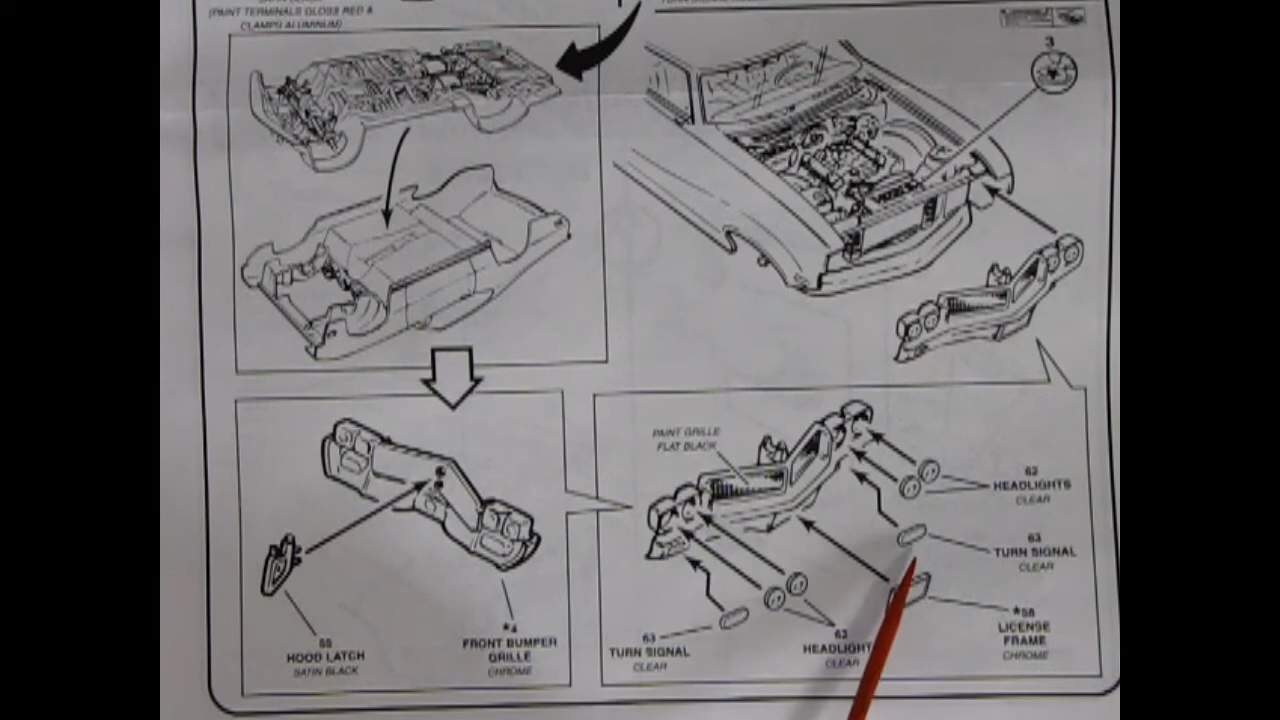 (PAINT TERMINALS GLOSS RED &
CLAMPS ALUMINUM)
3
PAINT GRILLE
FLAT BLACK
62
HEADLIGHTS
CLEAR
63
TURN SIGNAL
CLEAR
★58
LICENSE
FRAME
CHROME
55
HOOD LATCH
SATIN BLACK
★4
FRONT BUMPER
GRILLE
CHROME
63
TURN SIGNAL
CLEAR
62
HEADLIGHT
CLEAR